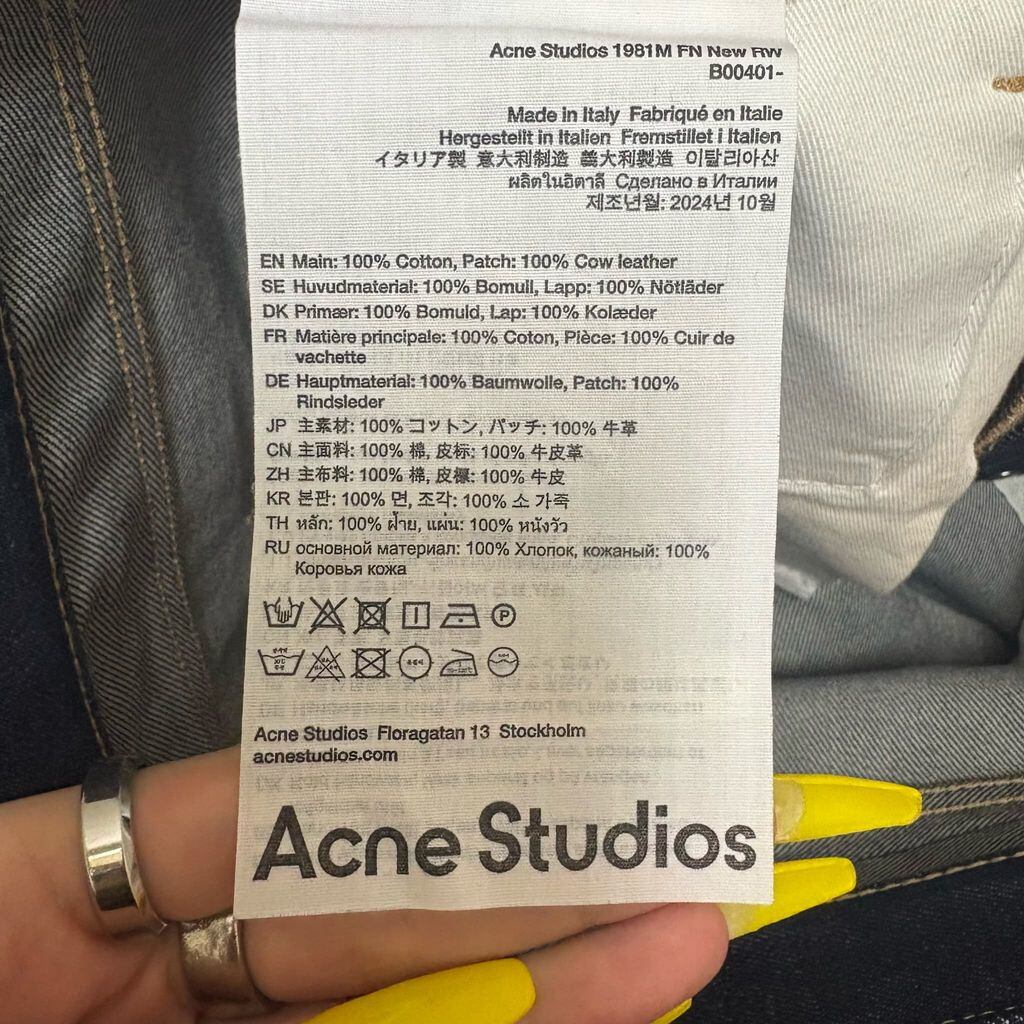 Acne Studios 1981M FN New RW
B00401-
Made in Italy Fabriqué en Italie
Hergestellt in Italien Fremstillet i Italien
イタリア製 意大利制造 義大利製造 이탈리아산
ผลิตในอิตาลี Сделано в Италии
제조년월: 2024년 10월
EN Main: 100% Cotton, Patch: 100% Cow leather
SE Huvudmaterial: 100% Bomull, Lapp: 100% Nötläder
DK Primær: 100% Bomuld, Lap: 100% Kolæder
FR Matière principale: 100% Coton, Pièce: 100% Cuir de
vachette
DE Hauptmaterial: 100% Baumwolle, Patch: 100%
Rindsleder
JP 主素材: 100% コットン, パッチ: 100% 牛革
CN 主面料: 100% 棉, 皮标: 100% 牛皮革
ZH 主布料: 100% 棉, 皮標: 100% 牛皮
KR 본판: 100% 면, 조각: 100% 소 가죽
TH หลัก: 100% ฝ้าย, แผ่น: 100% หนังวัว
RU основной материал: 100% Хлопок, кожаный: 100%
Коровья кожа
P
Acne Studios Floragatan 13 Stockholm
acnestudios.com
Acne Studios